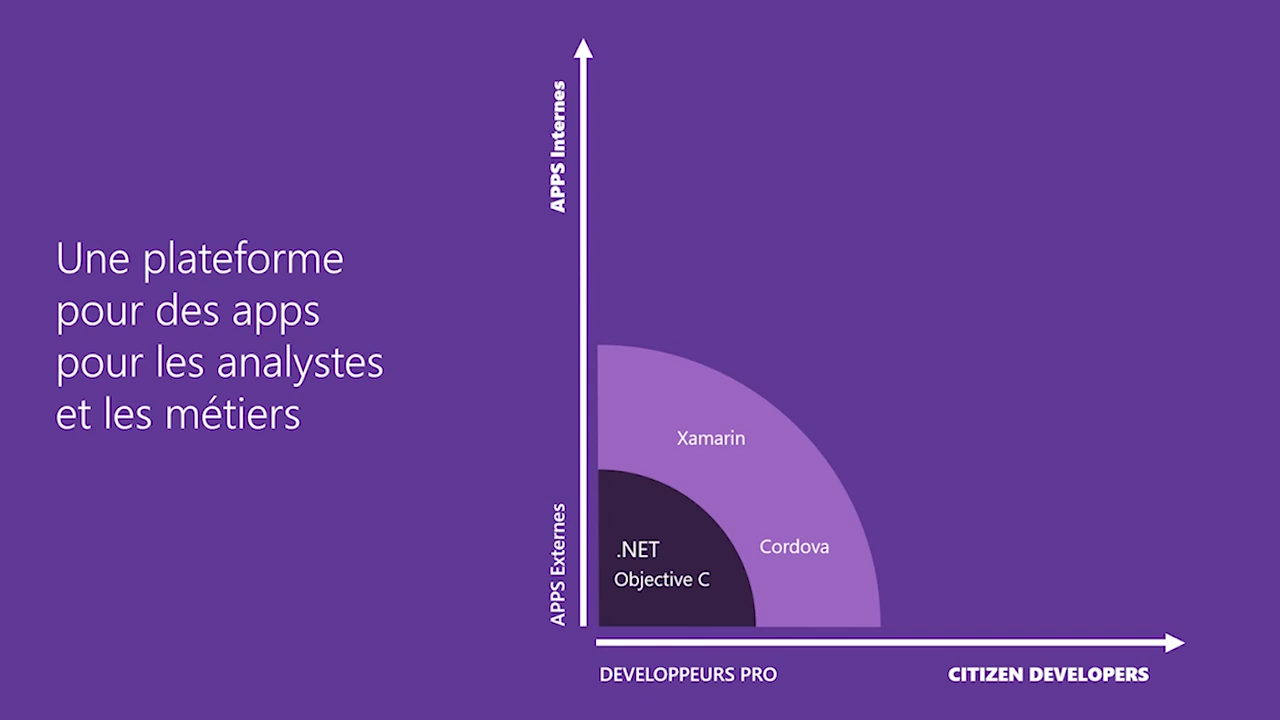 Une plateforme
pour des apps
pour les analystes
et les métiers
APPS Internes
APPS Externes
Xamarin
Cordova
.NET
Objective C
DEVELOPPEURS PRO
CITIZEN DEVELOPERS